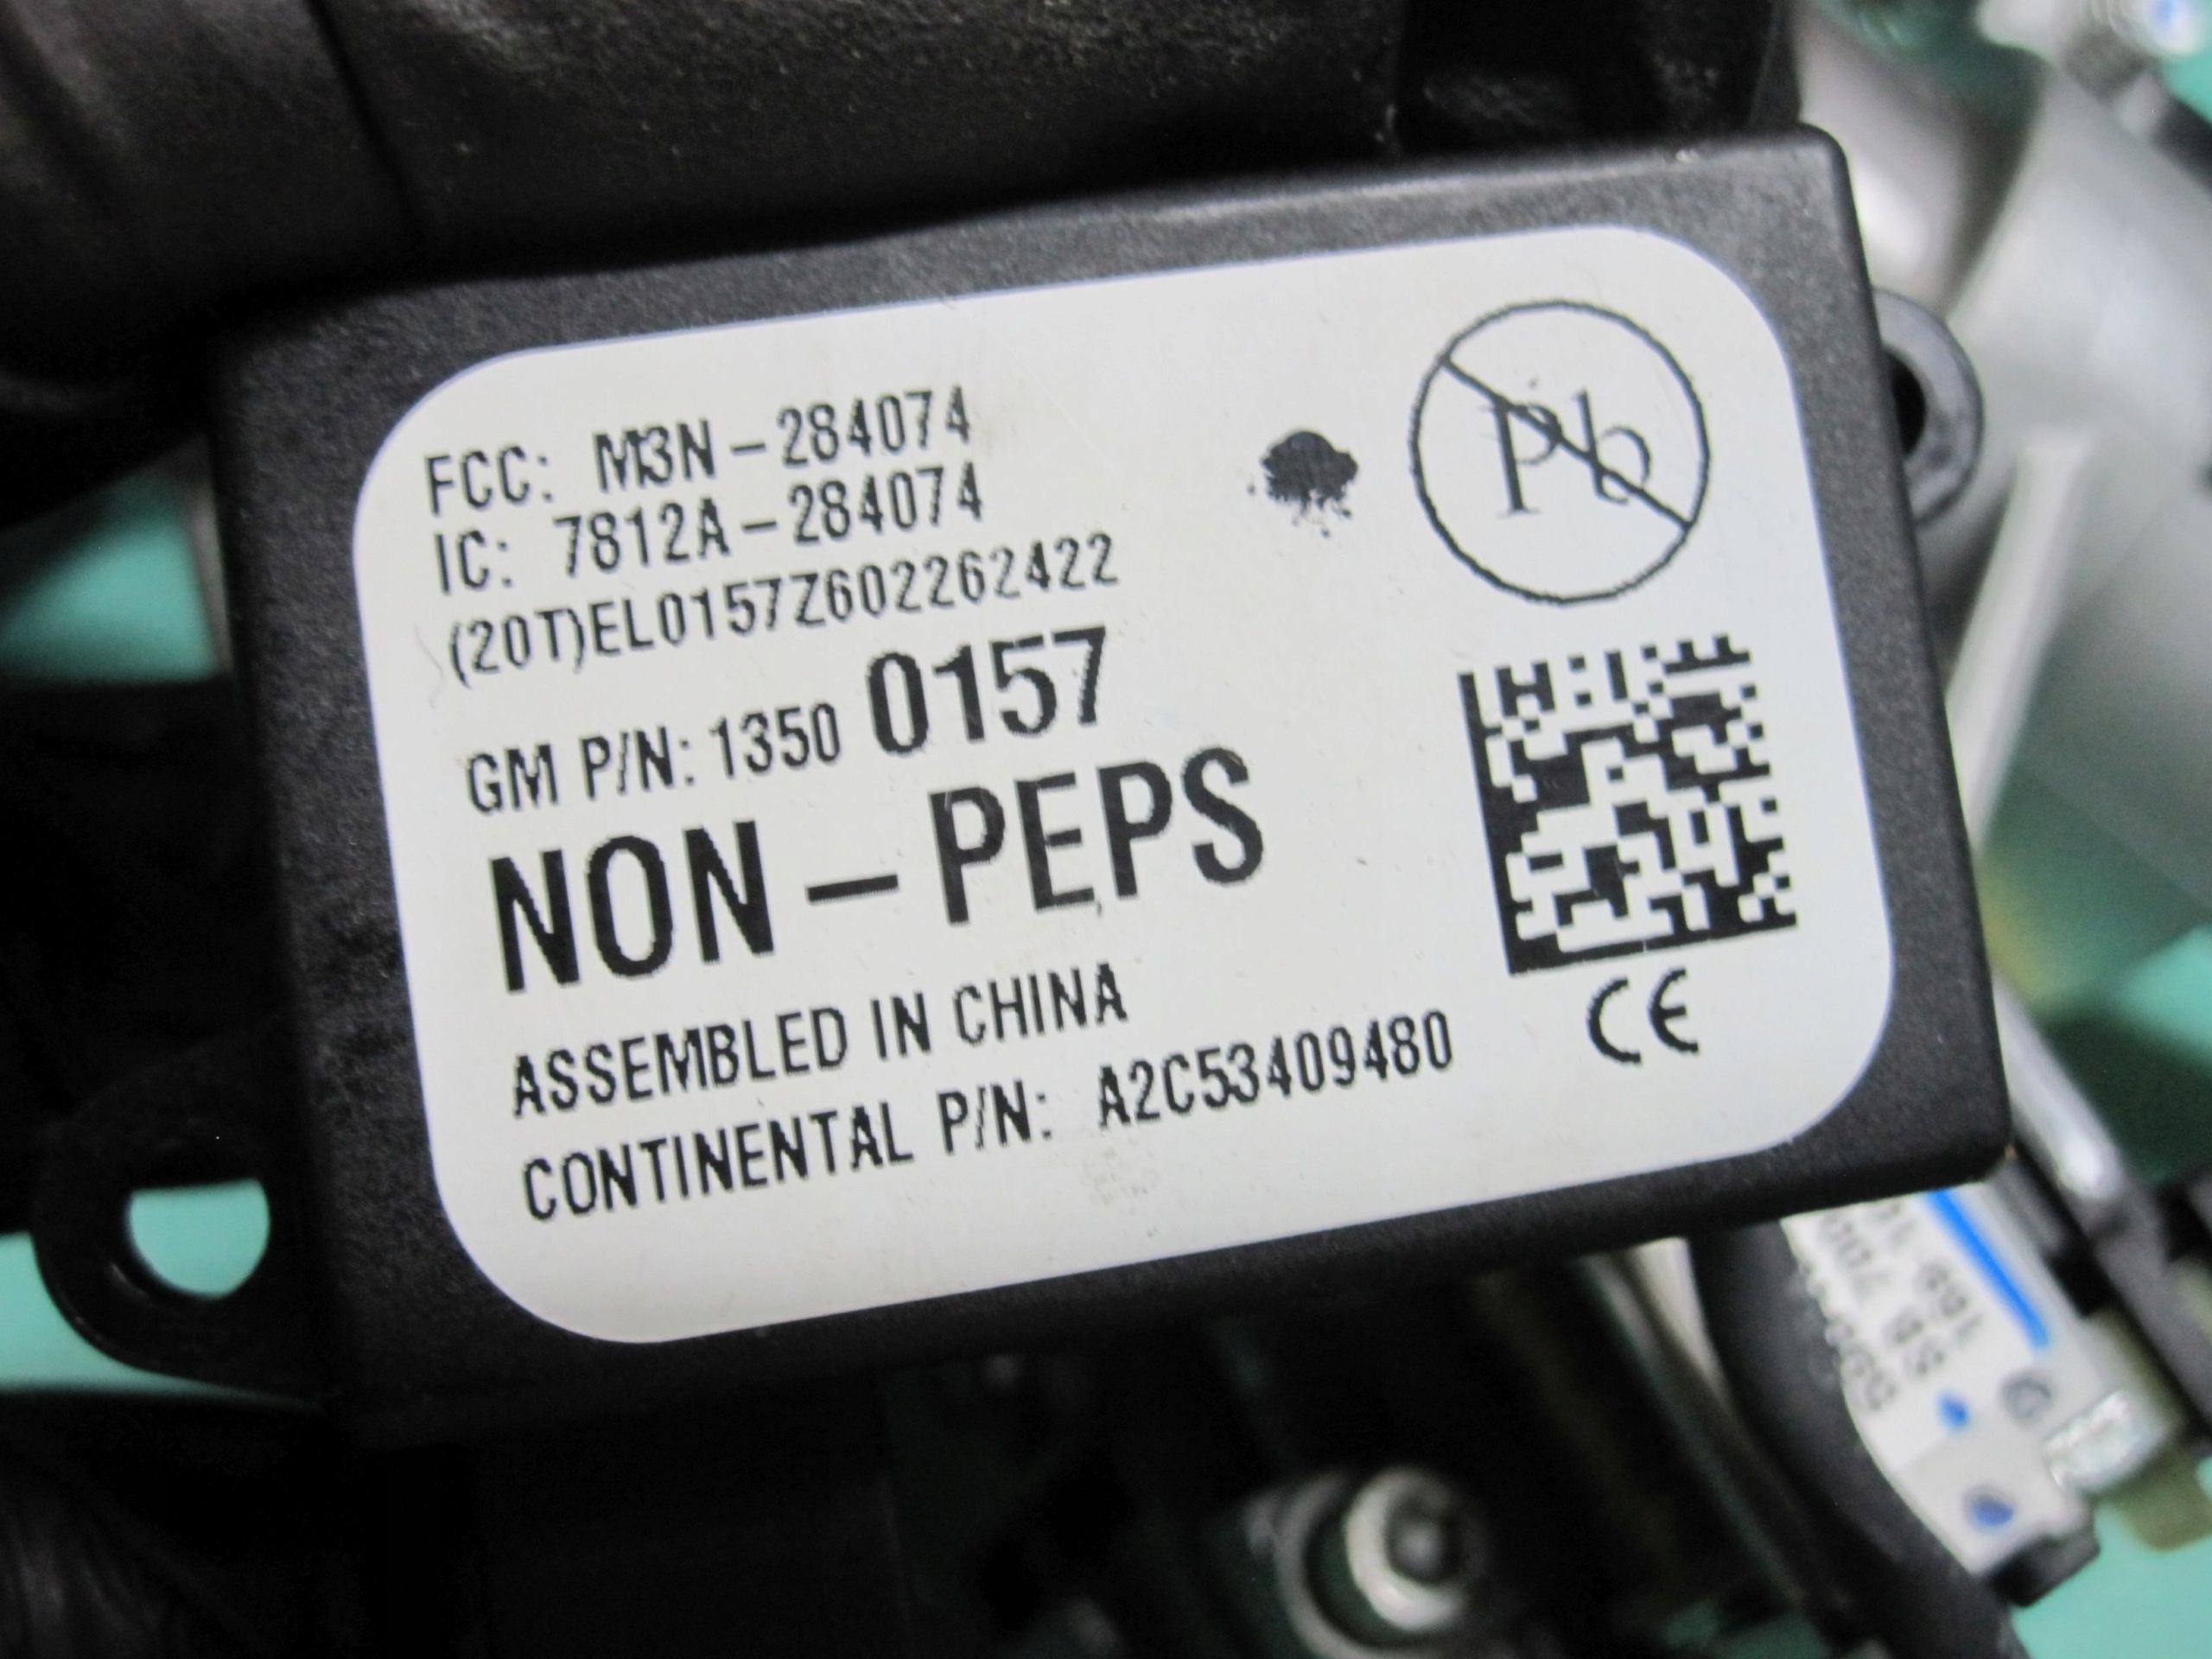 FCC: M3N-284074
IC: 7812A-284074
(20T)EL0157Z602262422
GM P/N: 1350 0157
NON-PEPS
ASSEMBLED IN CHINA
CONTINENTAL P/N: A2C53409480
Pb
CE